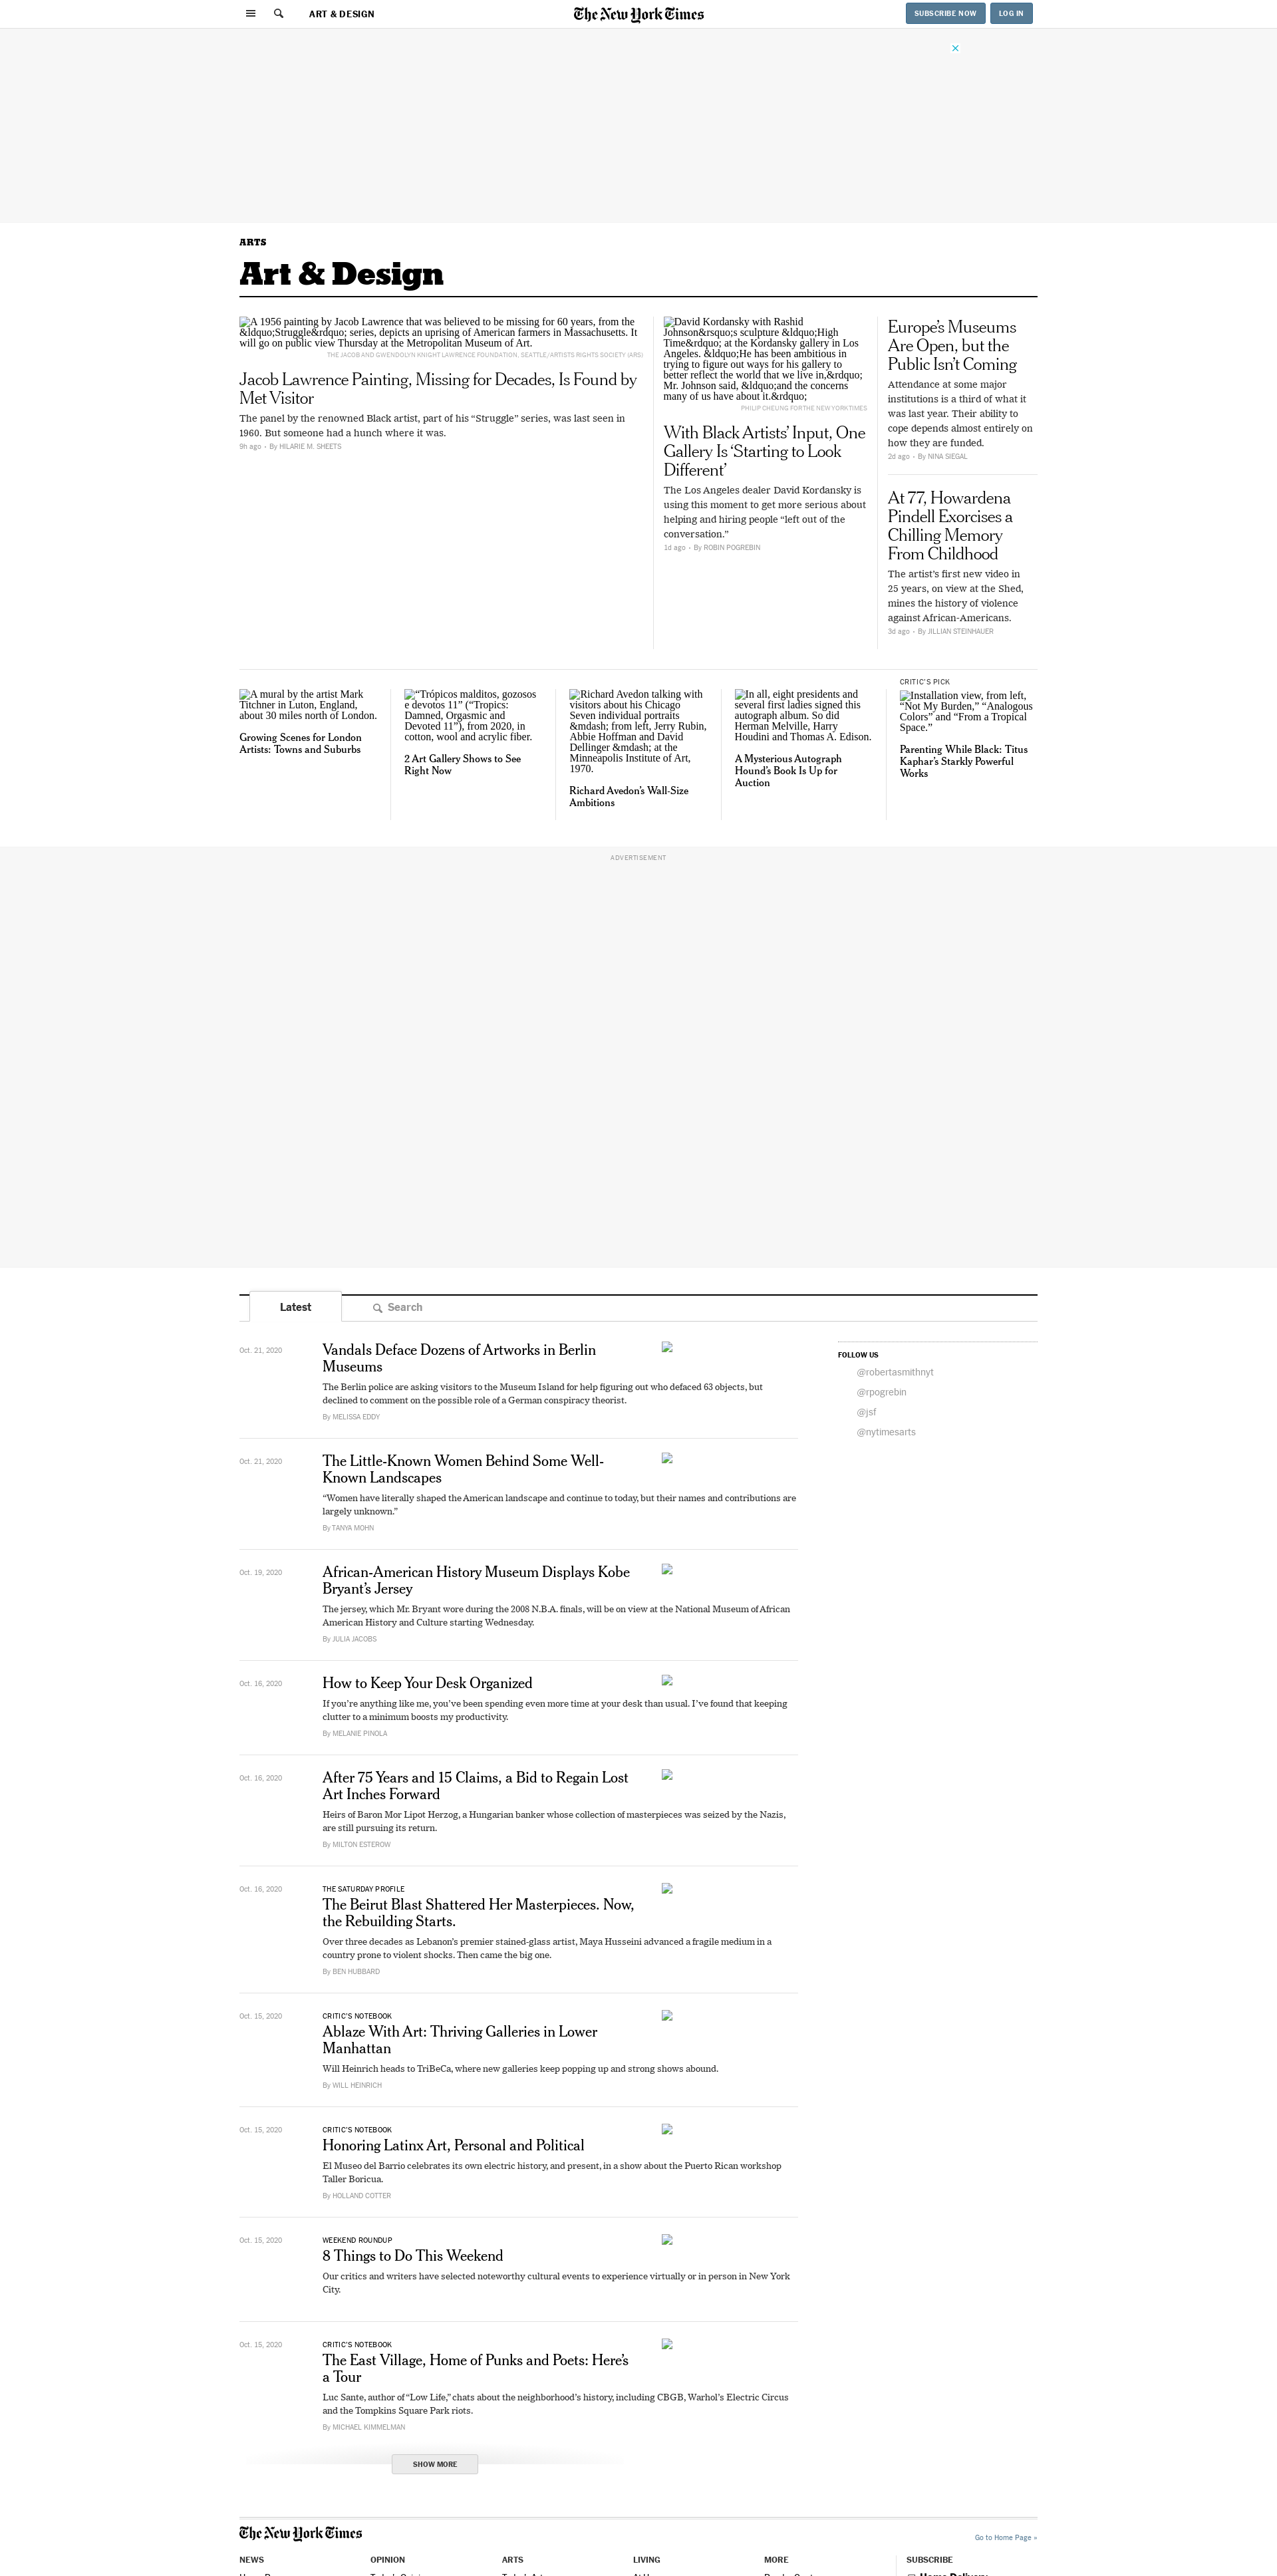 ART & DESIGN
The New York Times
SUBSCRIBE NOW
LOG IN
ARTS
Art & Design
A 1956 painting by Jacob Lawrence that was believed to be missing for 60 years, from the
&ldquo;Struggle&rdquo; series, depicts an uprising of American farmers in Massachusetts. It
will go on public view Thursday at the Metropolitan Museum of Art.
THE JACOB AND GWENDOLYN KNIGHT LAWRENCE FOUNDATION, SEATTLE/ARTISTS RIGHTS SOCIETY (ARS)
Jacob Lawrence Painting, Missing for Decades, Is Found by
Met Visitor
The panel by the renowned Black artist, part of his “Struggle” series, was last seen in
1960. But someone had a hunch where it was.
9h ago • By HILARIE M. SHEETS
David Kordansky with Rashid
Johnson&rsquo;s sculpture &ldquo;High
Time&rdquo; at the Kordansky gallery in Los
Angeles. &ldquo;He has been ambitious in
trying to figure out ways for his gallery to
better reflect the world that we live in,&rdquo;
Mr. Johnson said, &ldquo;and the concerns
many of us have about it.&rdquo;
PHILIP CHEUNG FOR THE NEW YORK TIMES
With Black Artists’ Input, One
Gallery Is ‘Starting to Look
Different’
The Los Angeles dealer David Kordansky is
using this moment to get more serious about
helping and hiring people “left out of the
conversation.”
1d ago • By ROBIN POGREBIN
Europe’s Museums
Are Open, but the
Public Isn’t Coming
Attendance at some major
institutions is a third of what it
was last year. Their ability to
cope depends almost entirely on
how they are funded.
2d ago • By NINA SIEGAL
At 77, Howardena
Pindell Exorcises a
Chilling Memory
From Childhood
The artist’s first new video in
25 years, on view at the Shed,
mines the history of violence
against African-Americans.
3d ago • By JILLIAN STEINHAUER
A mural by the artist Mark
Titchner in Luton, England,
about 30 miles north of London.
Growing Scenes for London
Artists: Towns and Suburbs
“Trópicos malditos, gozosos
e devotos 11” (“Tropics:
Damned, Orgasmic and
Devoted 11”), from 2020, in
cotton, wool and acrylic fiber.
2 Art Gallery Shows to See
Right Now
Richard Avedon talking with
visitors about his Chicago
Seven individual portraits
&mdash; from left, Jerry Rubin,
Abbie Hoffman and David
Dellinger &mdash; at the
Minneapolis Institute of Art,
1970.
Richard Avedon’s Wall-Size
Ambitions
In all, eight presidents and
several first ladies signed this
autograph album. So did
Herman Melville, Harry
Houdini and Thomas A. Edison.
A Mysterious Autograph
Hound’s Book Is Up for
Auction
CRITIC’S PICK
Installation view, from left,
“Not My Burden,” “Analogous
Colors” and “From a Tropical
Space.”
Parenting While Black: Titus
Kaphar’s Starkly Powerful
Works
ADVERTISEMENT
Latest
Search
Oct. 21, 2020
Vandals Deface Dozens of Artworks in Berlin
Museums
The Berlin police are asking visitors to the Museum Island for help figuring out who defaced 63 objects, but
declined to comment on the possible role of a German conspiracy theorist.
By MELISSA EDDY
FOLLOW US
@robertasmithnyt
@rpogrebin
@jsf
@nytimesarts
Oct. 21, 2020
The Little-Known Women Behind Some Well-
Known Landscapes
“Women have literally shaped the American landscape and continue to today, but their names and contributions are
largely unknown.”
By TANYA MOHN
Oct. 19, 2020
African-American History Museum Displays Kobe
Bryant’s Jersey
The jersey, which Mr. Bryant wore during the 2008 N.B.A. finals, will be on view at the National Museum of African
American History and Culture starting Wednesday.
By JULIA JACOBS
Oct. 16, 2020
How to Keep Your Desk Organized
If you’re anything like me, you’ve been spending even more time at your desk than usual. I’ve found that keeping
clutter to a minimum boosts my productivity.
By MELANIE PINOLA
Oct. 16, 2020
After 75 Years and 15 Claims, a Bid to Regain Lost
Art Inches Forward
Heirs of Baron Mor Lipot Herzog, a Hungarian banker whose collection of masterpieces was seized by the Nazis,
are still pursuing its return.
By MILTON ESTEROW
Oct. 16, 2020
THE SATURDAY PROFILE
The Beirut Blast Shattered Her Masterpieces. Now,
the Rebuilding Starts.
Over three decades as Lebanon’s premier stained-glass artist, Maya Husseini advanced a fragile medium in a
country prone to violent shocks. Then came the big one.
By BEN HUBBARD
Oct. 15, 2020
CRITIC’S NOTEBOOK
Ablaze With Art: Thriving Galleries in Lower
Manhattan
Will Heinrich heads to TriBeCa, where new galleries keep popping up and strong shows abound.
By WILL HEINRICH
Oct. 15, 2020
CRITIC’S NOTEBOOK
Honoring Latinx Art, Personal and Political
El Museo del Barrio celebrates its own electric history, and present, in a show about the Puerto Rican workshop
Taller Boricua.
By HOLLAND COTTER
Oct. 15, 2020
WEEKEND ROUNDUP
8 Things to Do This Weekend
Our critics and writers have selected noteworthy cultural events to experience virtually or in person in New York
City.
Oct. 15, 2020
CRITIC’S NOTEBOOK
The East Village, Home of Punks and Poets: Here’s
a Tour
Luc Sante, author of “Low Life,” chats about the neighborhood’s history, including CBGB, Warhol’s Electric Circus
and the Tompkins Square Park riots.
By MICHAEL KIMMELMAN
SHOW MORE
The New York Times
Go to Home Page »
NEWS
OPINION
ARTS
LIVING
MORE
SUBSCRIBE